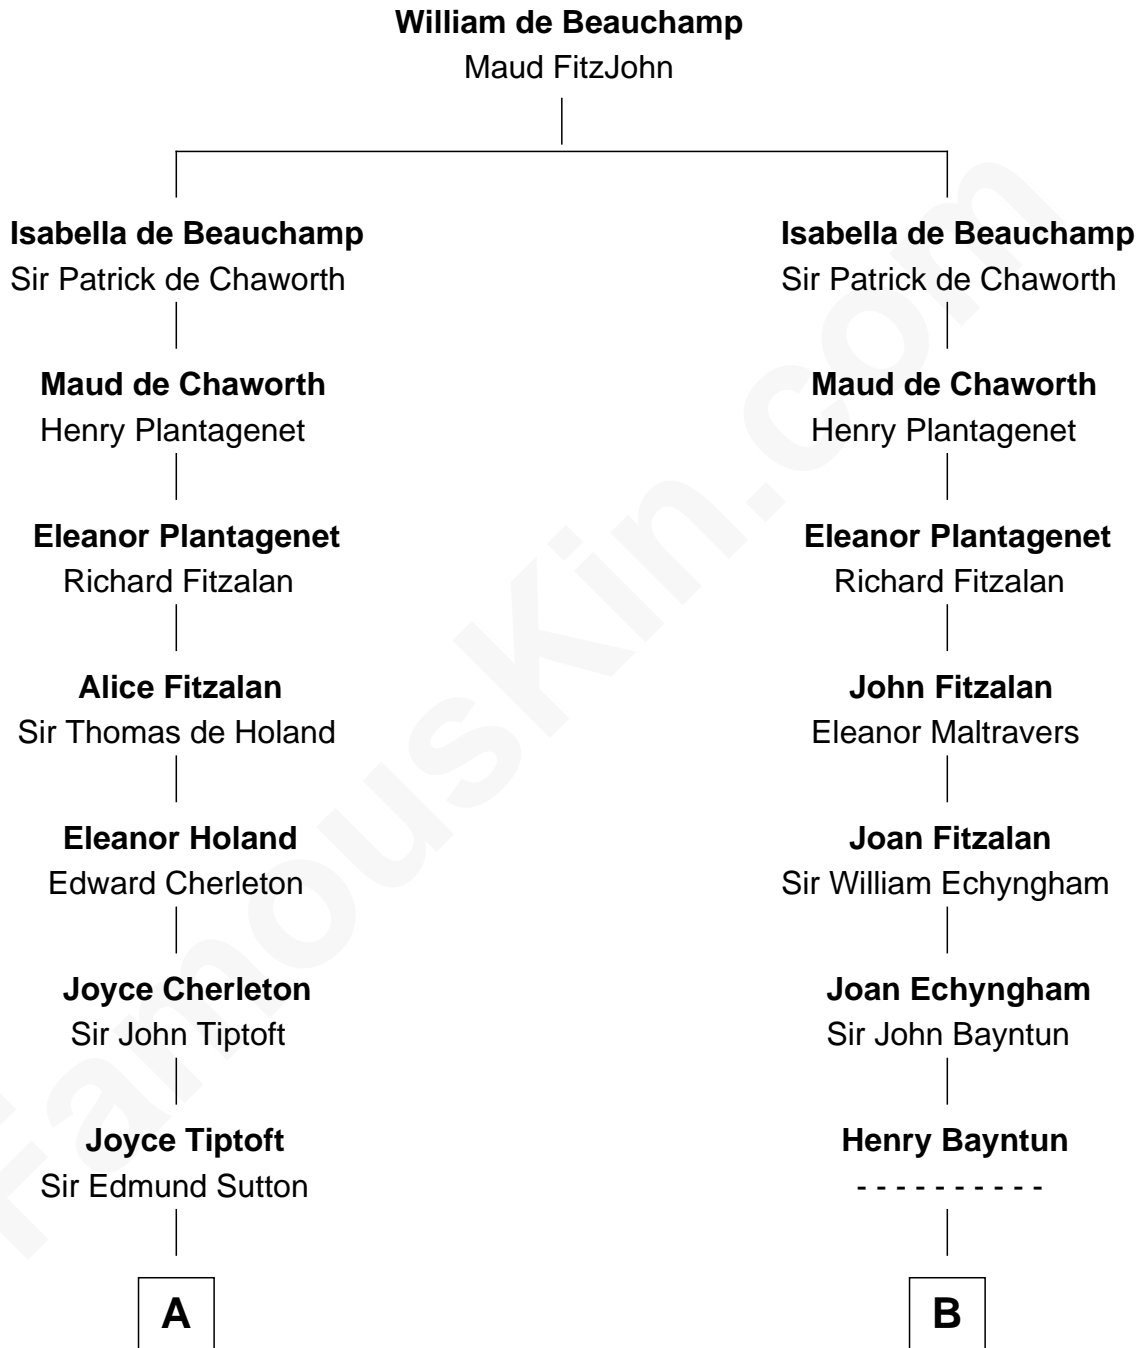 William de Beauchamp
Maud FitzJohn
Isabella de Beauchamp
Sir Patrick de Chaworth
Maud de Chaworth
Henry Plantagenet
Eleanor Plantagenet
Richard Fitzalan
Alice Fitzalan
Sir Thomas de Holand
Eleanor Holand
Edward Cherleton
Joyce Cherleton
Sir John Tiptoft
Joyce Tiptoft
Sir Edmund Sutton
A
Isabella de Beauchamp
Sir Patrick de Chaworth
Maud de Chaworth
Henry Plantagenet
Eleanor Plantagenet
Richard Fitzalan
John Fitzalan
Eleanor Maltravers
Joan Fitzalan
Sir William Echyngham
Joan Echyngham
Sir John Bayntun
Henry Bayntun
- - - - - - - - - -
B
FamousKin.com